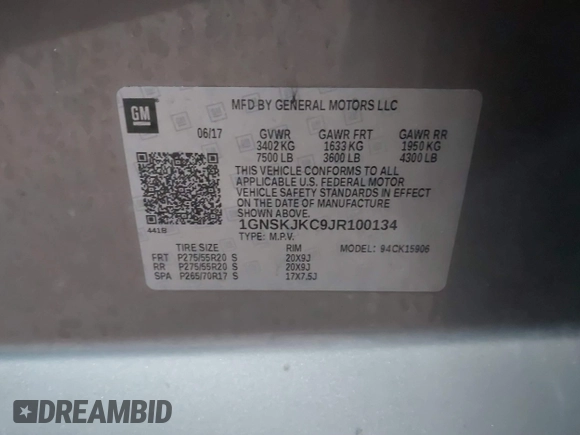 GM
MFD BY GENERAL MOTORS LLC
06/17 GVWR GAWR FRT GAWR RR
3402 KG 1633 KG 1950 KG
7500 LB 3600 LB 4300 LB
THIS VEHICLE CONFORMS TO ALL
APPLICABLE U.S. FEDERAL MOTOR
VEHICLE SAFETY STANDARDS IN EFFECT
ON THE DATE OF MANUFACTURE
SHOWN ABOVE.
1GNSKJKC9JR100134
441B TYPE: M.P.V. MODEL: 94CK15906
TIRE SIZE RIM
FRT P275/55R20 S 20X9J
RR P275/55R20 S 20X9J
SPA P265/70R17 S 17X7.5J
DREAMBID